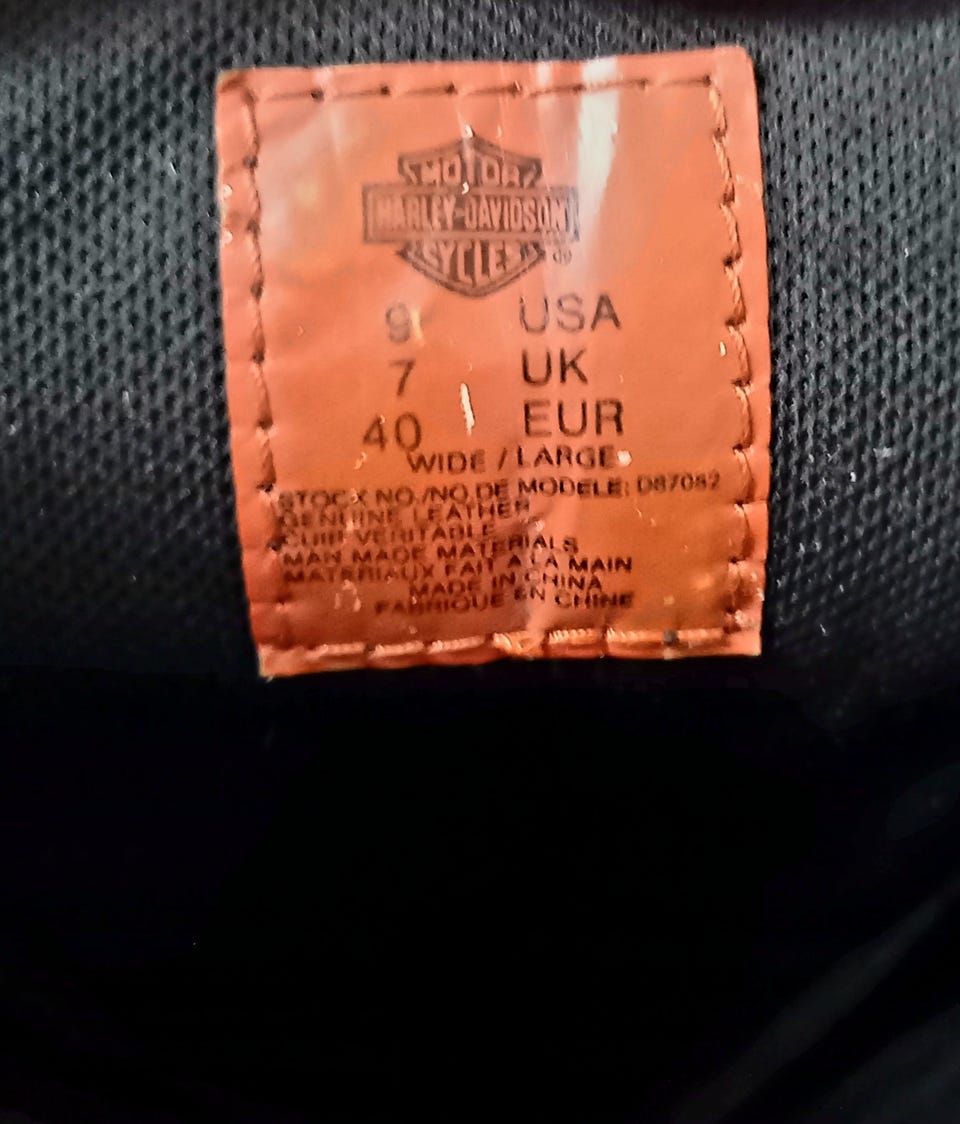 MOTOR
HARLEY-DAVIDSON
CYCLES
®
9 USA
7 UK
40 EUR
WIDE / LARGE
STOCK NO./NO.DE MODELE: D87082
GENUINE LEATHER
CUIR VERITABLE
MAN MADE MATERIALS
MATERIAUX FAIT A LA MAIN
MADE IN CHINA
FABRIQUE EN CHINE